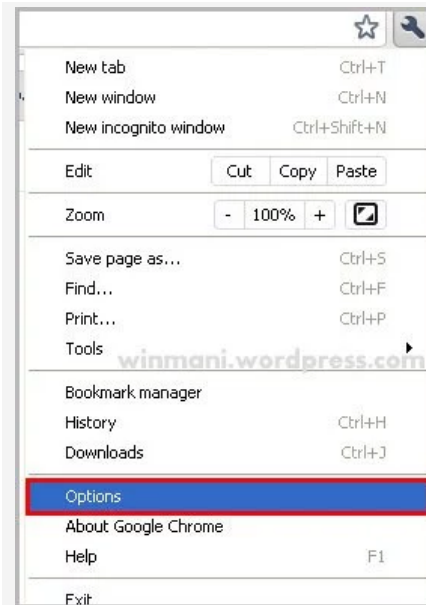 New tab Ctrl+T
New window Ctrl+N
New incognito window Ctrl+Shift+N
Edit Cut Copy Paste
Zoom - 100% +
Save page as... Ctrl+S
Find... Ctrl+F
Print... Ctrl+P
Tools
winmani.wordpress.com
Bookmark manager
History Ctrl+H
Downloads Ctrl+J
Options
About Google Chrome
Help F1
Exit